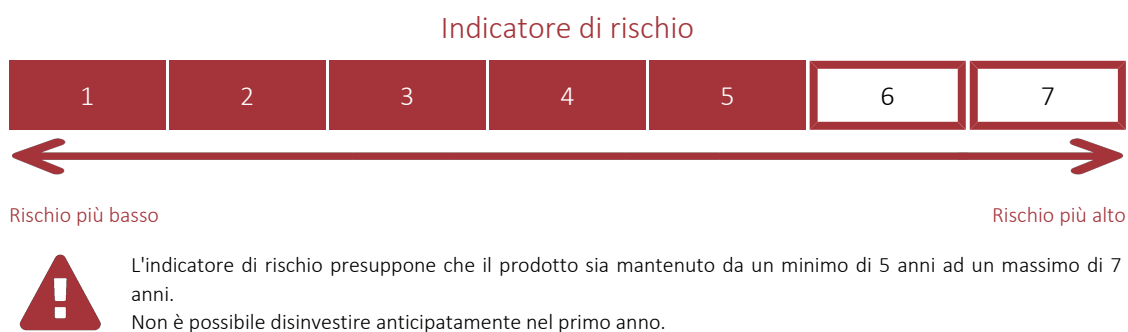 Indicatore di rischio
1 2 3 4 5 6 7
Rischio più basso Rischio più alto
L'indicatore di rischio presuppone che il prodotto sia mantenuto da un minimo di 5 anni ad un massimo di 7
anni.
Non è possibile disinvestire anticipatamente nel primo anno.